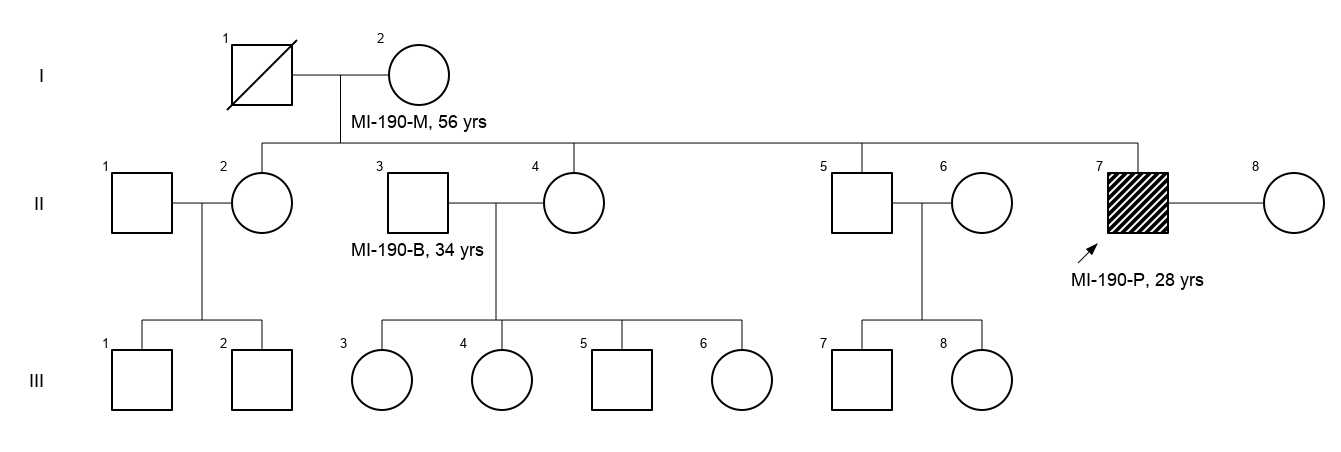 1 2
I
MI-190-M, 56 yrs
1 2 3 4 5 6 7 8
II
MI-190-B, 34 yrs
MI-190-P, 28 yrs
1 2 3 4 5 6 7 8
III